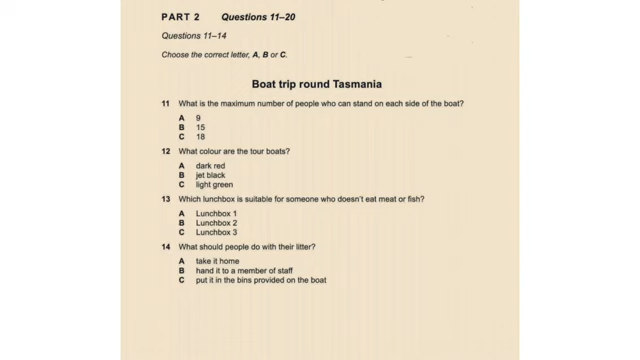 PART 2 Questions 11–20
Questions 11–14
Choose the correct letter, A, B or C.
Boat trip round Tasmania
11 What is the maximum number of people who can stand on each side of the boat?
A 9
B 15
C 18
12 What colour are the tour boats?
A dark red
B jet black
C light green
13 Which lunchbox is suitable for someone who doesn't eat meat or fish?
A Lunchbox 1
B Lunchbox 2
C Lunchbox 3
14 What should people do with their litter?
A take it home
B hand it to a member of staff
C put it in the bins provided on the boat